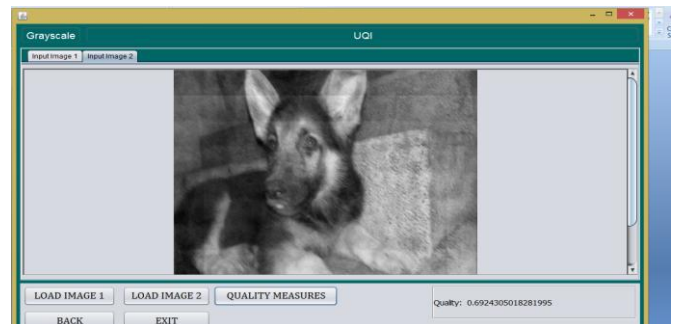 Grayscale UQI
Input Image 1 Input Image 2
LOAD IMAGE 1 LOAD IMAGE 2 QUALITY MEASURES
Quality: 0.6924305018281995
BACK EXIT